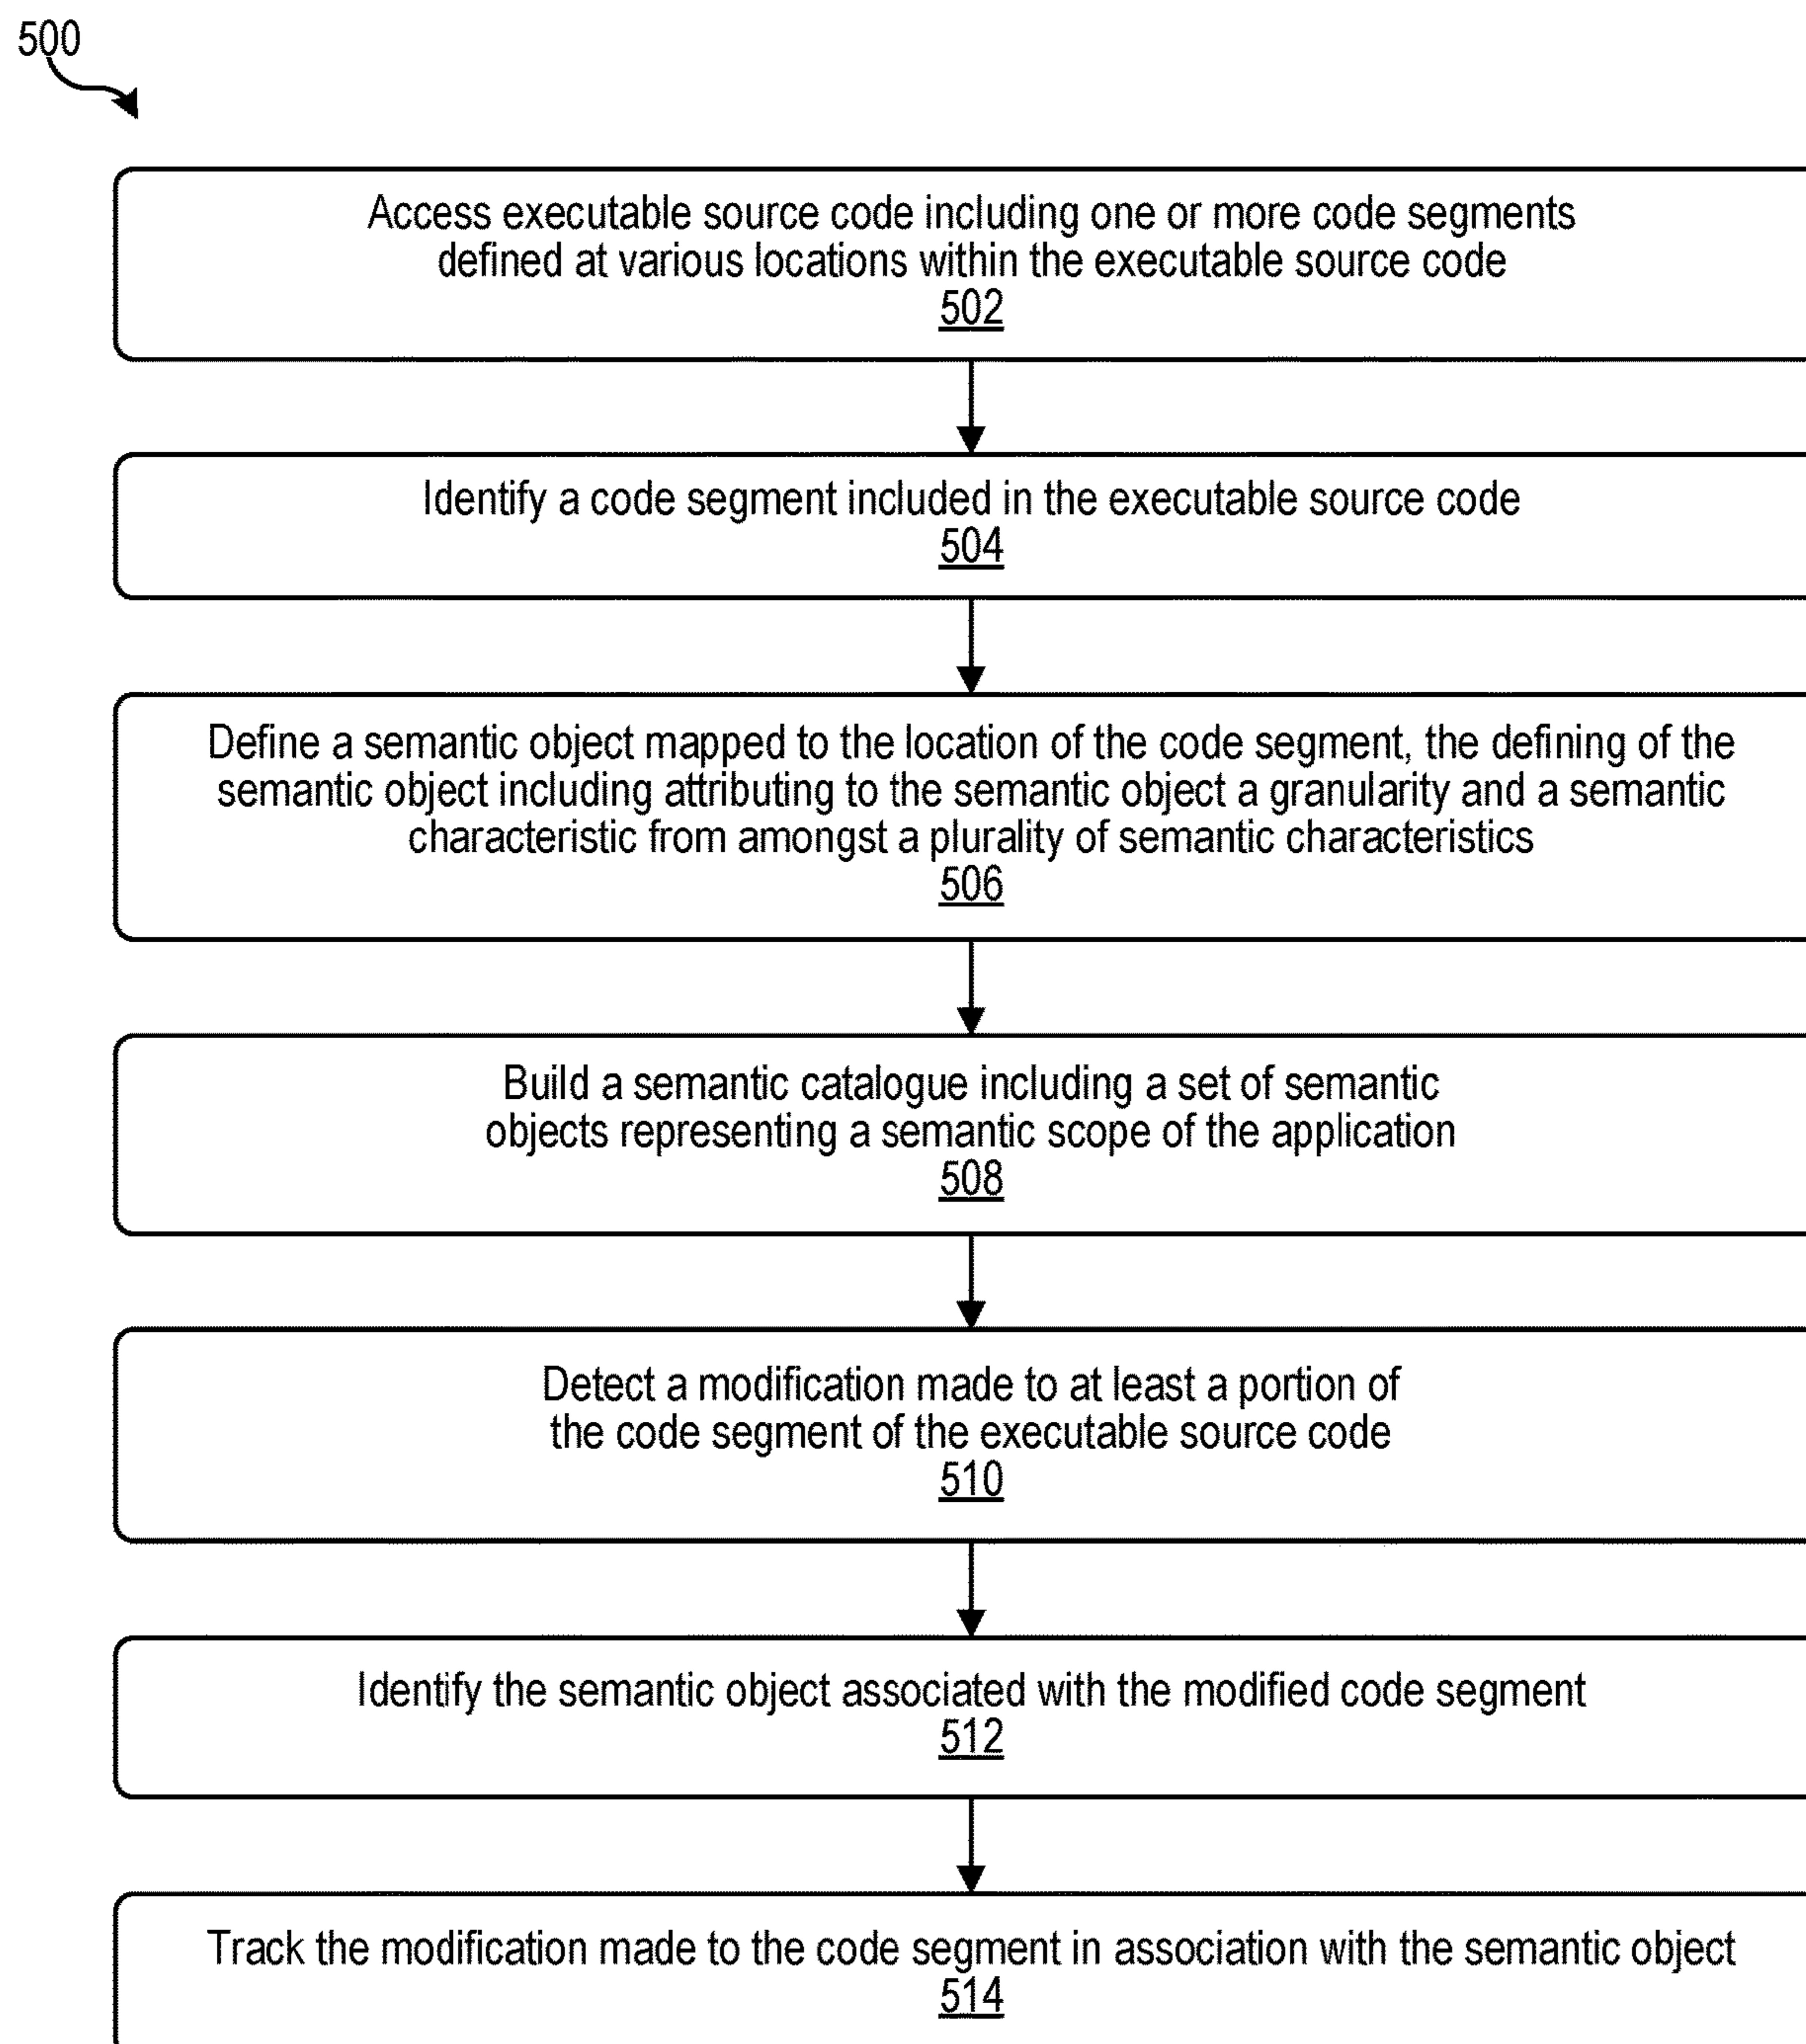 500
Access executable source code including one or more code segments
defined at various locations within the executable source code
502
Identify a code segment included in the executable source code
504
Define a semantic object mapped to the location of the code segment, the defining of the
semantic object including attributing to the semantic object a granularity and a semantic
characteristic from amongst a plurality of semantic characteristics
506
Build a semantic catalogue including a set of semantic
objects representing a semantic scope of the application
508
Detect a modification made to at least a portion of
the code segment of the executable source code
510
Identify the semantic object associated with the modified code segment
512
Track the modification made to the code segment in association with the semantic object
514